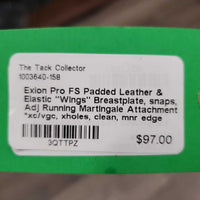 The Tack Collector
1003640-158
Exlon Pro FS Padded Leather &
Elastic "Wings" Breastplate, snaps,
Adj Running Martingale Attachment
*xc/vgc, xholes, clean, mnr edge
3QTTPZ
$97.00